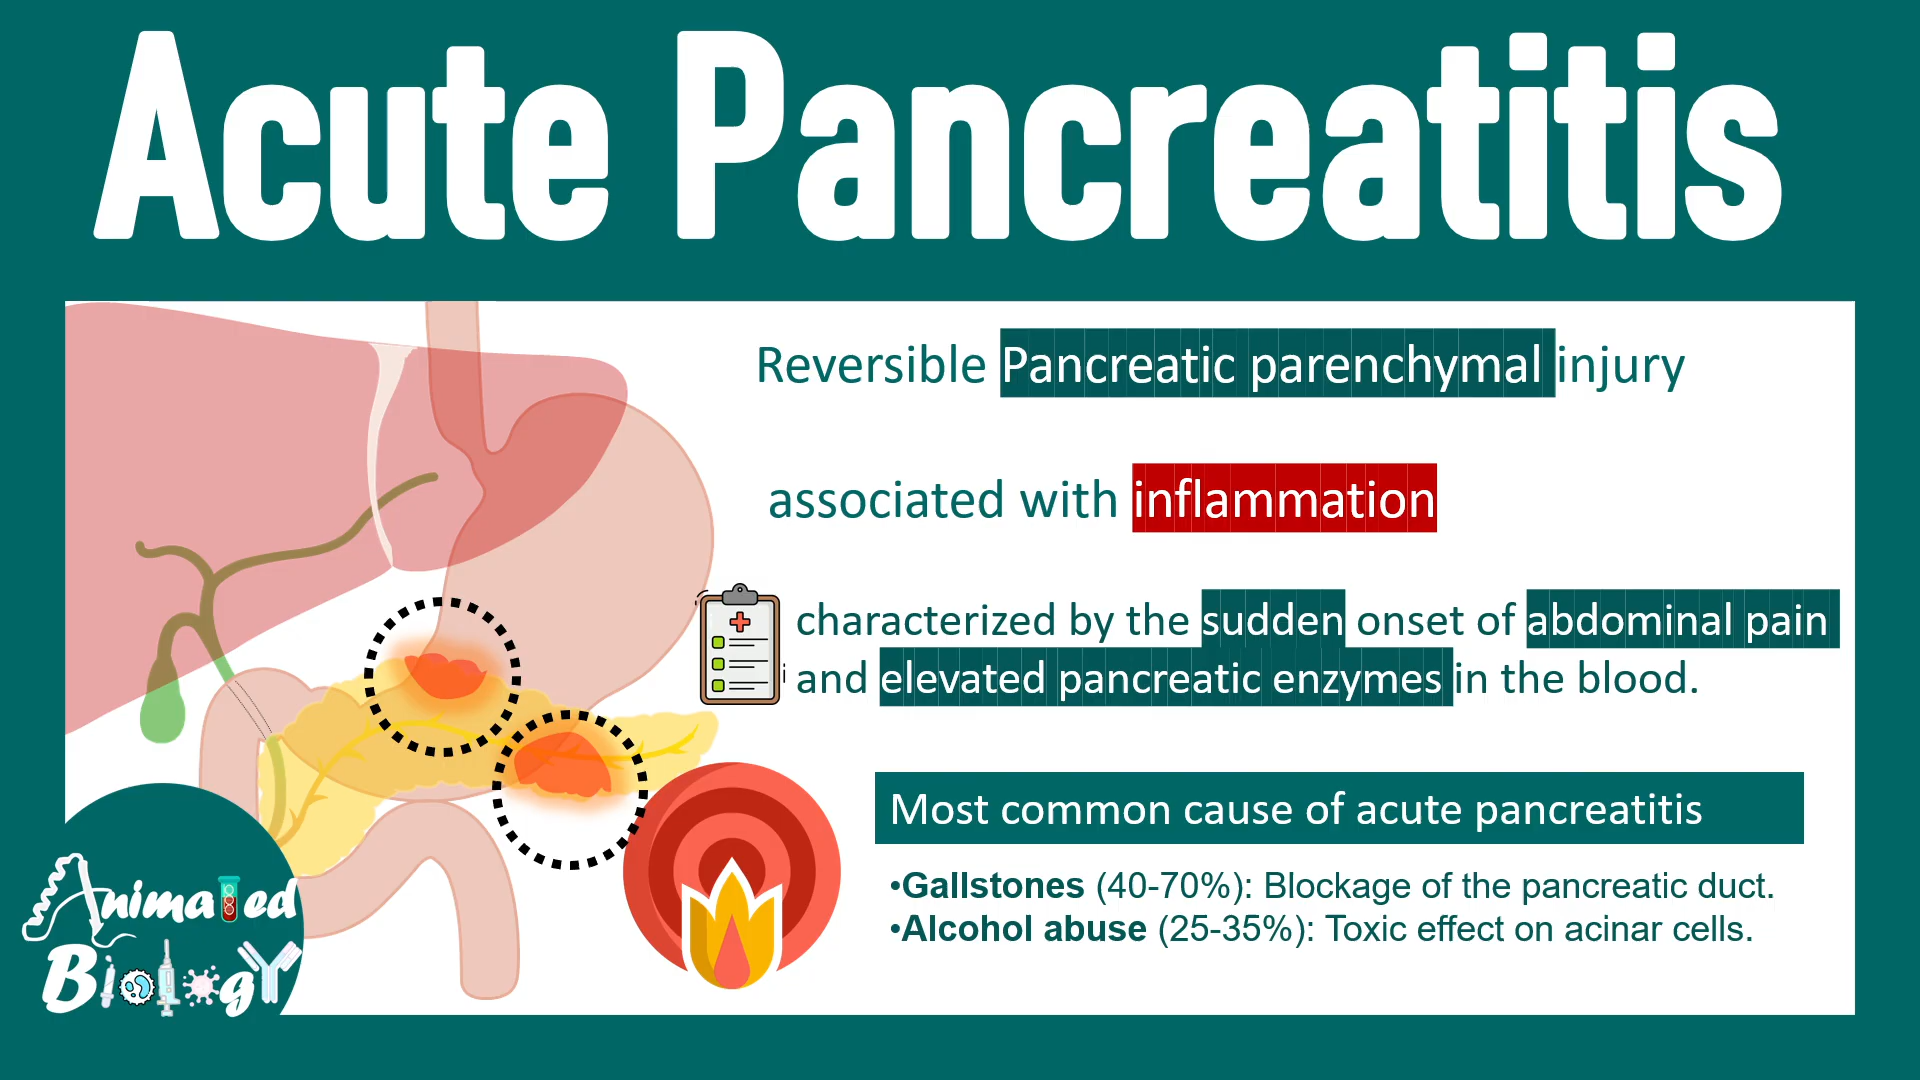 Acute Pancreatitis
Reversible Pancreatic parenchymal injury
associated with inflammation
characterized by the sudden onset of abdominal pain
and elevated pancreatic enzymes in the blood.
Most common cause of acute pancreatitis
•Gallstones (40-70%): Blockage of the pancreatic duct.
•Alcohol abuse (25-35%): Toxic effect on acinar cells.
Animated
Biology